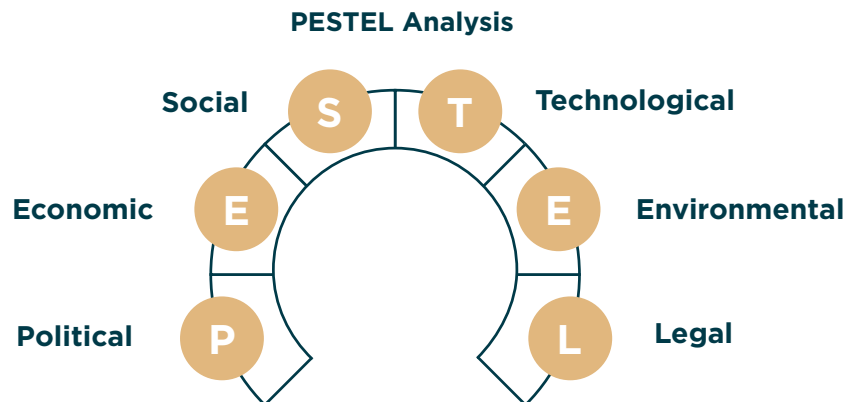 PESTEL Analysis
Social
S
T
Technological
Economic
E
E
Environmental
Political
P
L
Legal